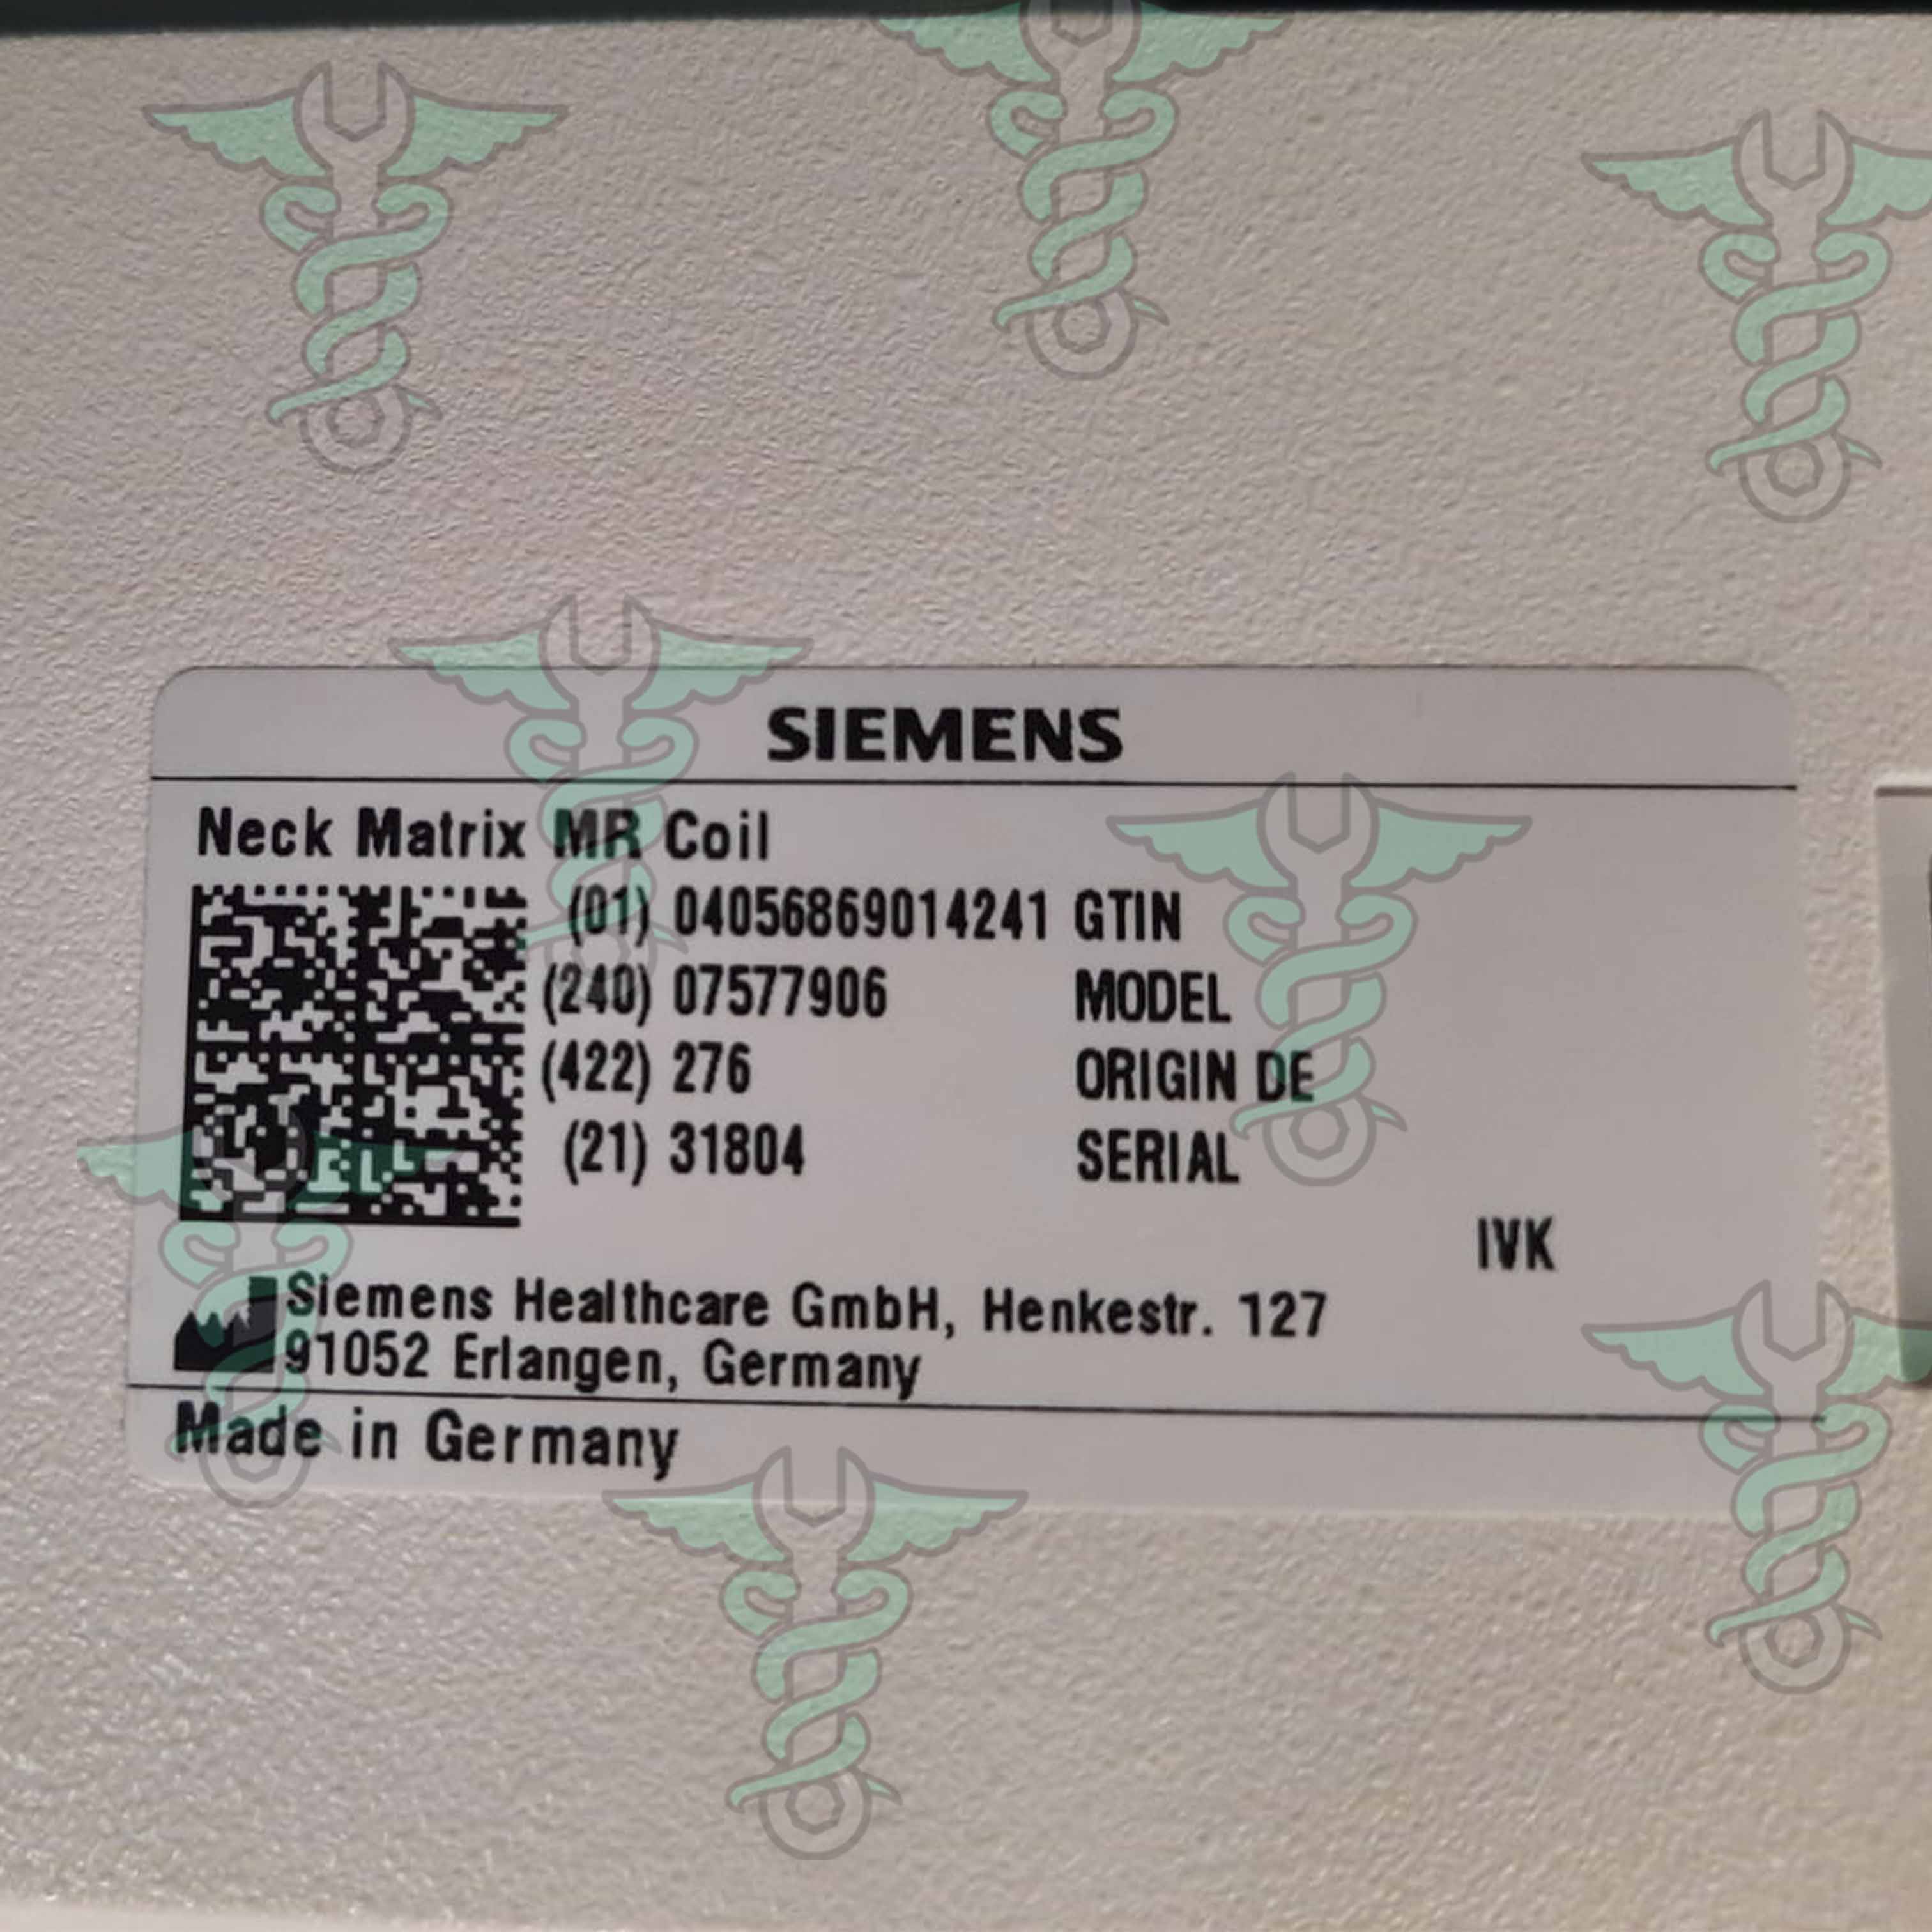 SIEMENS
Neck Matrix MR Coil
(01) 04056869014241 GTIN
(240) 07577906 MODEL
(422) 276 ORIGIN DE
(21) 31804 SERIAL
IVK
Siemens Healthcare GmbH, Henkestr. 127
91052 Erlangen, Germany
Made in Germany